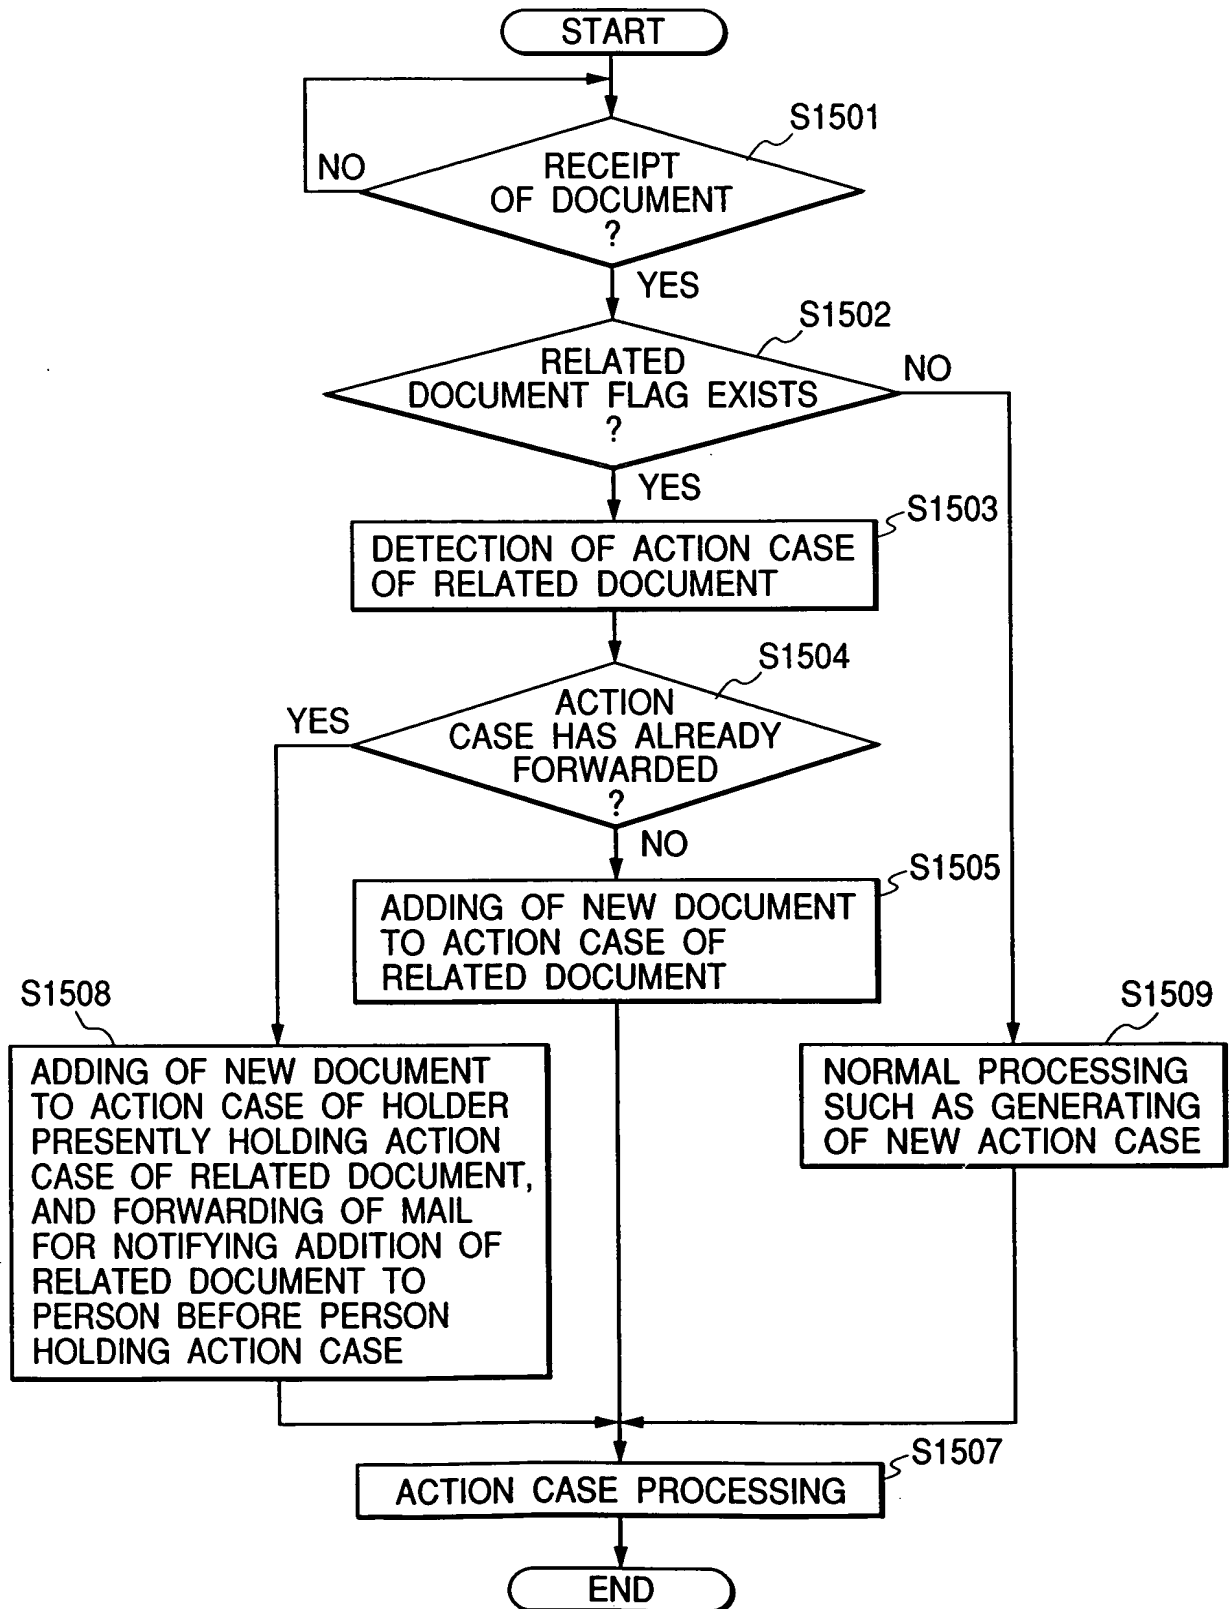 START
S1501
NO
RECEIPT
OF DOCUMENT
?
YES
S1502
RELATED
DOCUMENT FLAG EXISTS
?
NO
YES
S1503
DETECTION OF ACTION CASE
OF RELATED DOCUMENT
S1504
YES
ACTION
CASE HAS ALREADY
FORWARDED
?
NO
S1505
ADDING OF NEW DOCUMENT
TO ACTION CASE OF
RELATED DOCUMENT
S1508
ADDING OF NEW DOCUMENT
TO ACTION CASE OF HOLDER
PRESENTLY HOLDING ACTION
CASE OF RELATED DOCUMENT,
AND FORWARDING OF MAIL
FOR NOTIFYING ADDITION OF
RELATED DOCUMENT TO
PERSON BEFORE PERSON
HOLDING ACTION CASE
S1509
NORMAL PROCESSING
SUCH AS GENERATING
OF NEW ACTION CASE
S1507
ACTION CASE PROCESSING
END